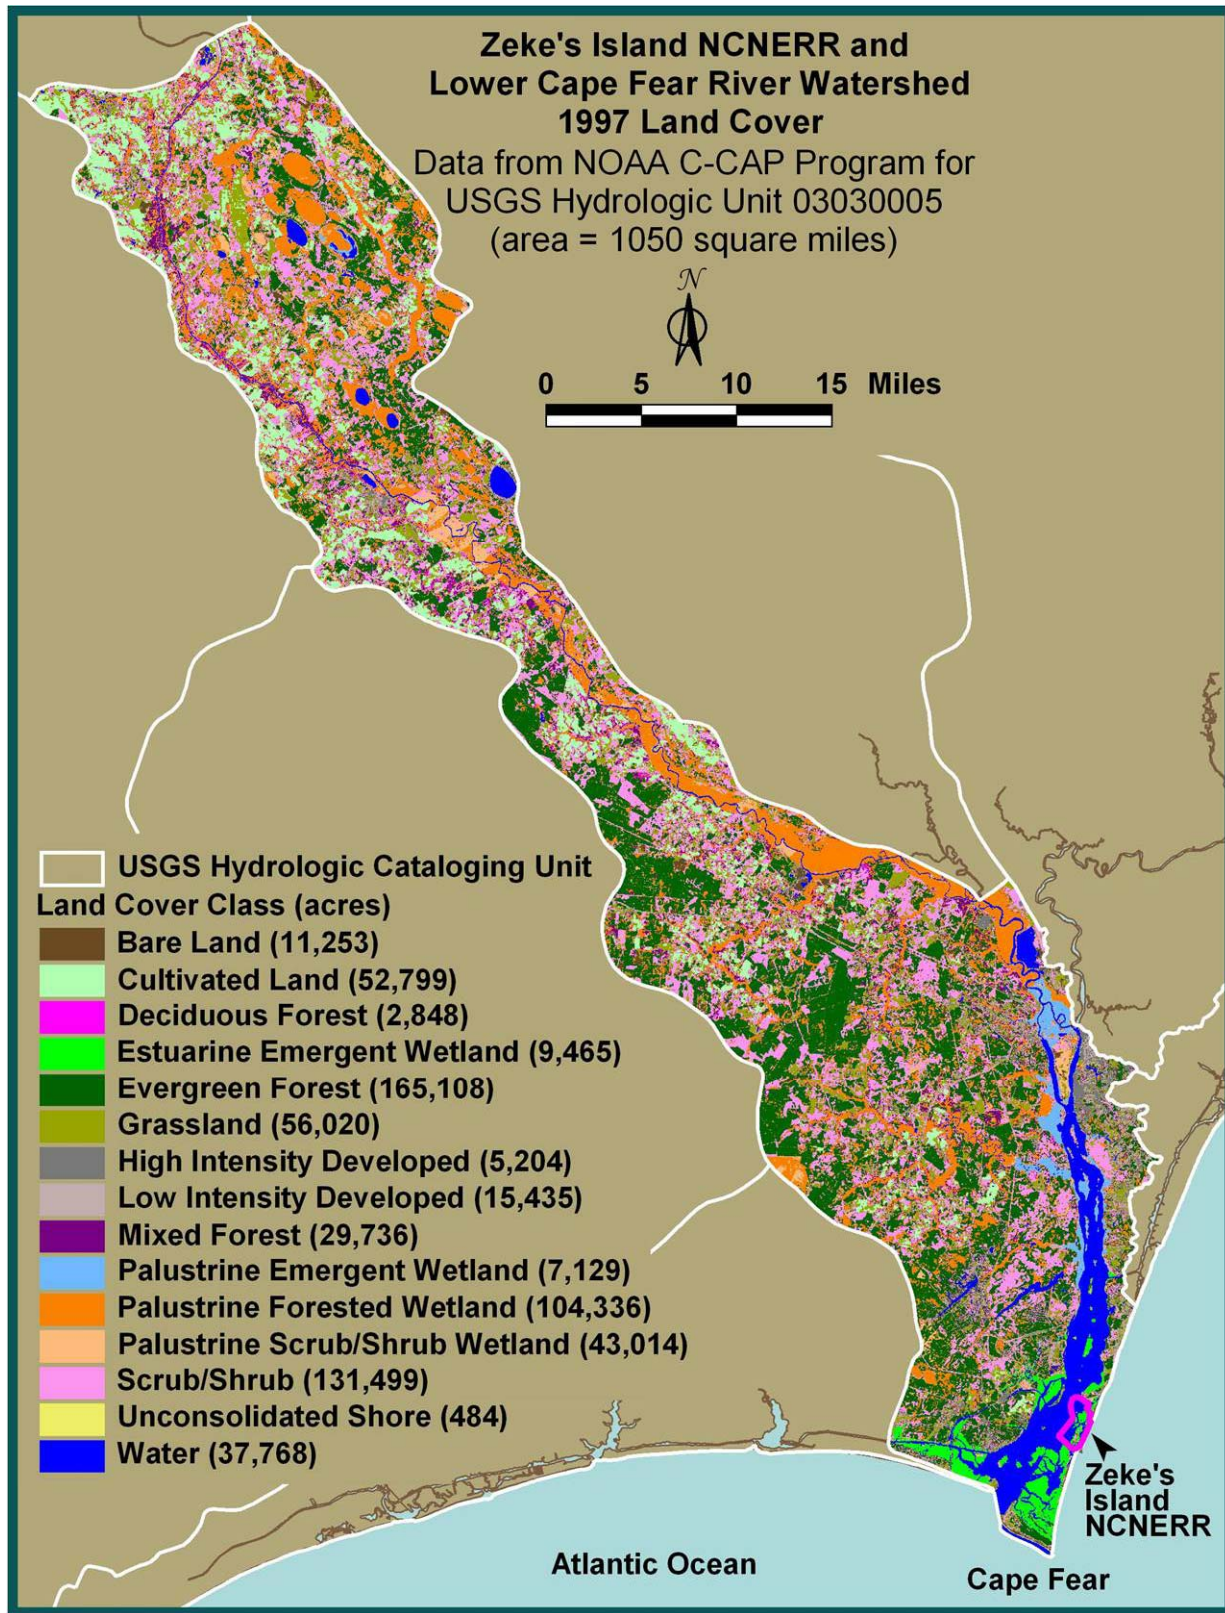 Zeke's Island NCNERR and
Lower Cape Fear River Watershed
1997 Land Cover
Data from NOAA C-CAP Program for
USGS Hydrologic Unit 03030005
(area = 1050 square miles)
N
0 5 10 15 Miles
USGS Hydrologic Cataloging Unit
Land Cover Class (acres)
Bare Land (11,253)
Cultivated Land (52,799)
Deciduous Forest (2,848)
Estuarine Emergent Wetland (9,465)
Evergreen Forest (165,108)
Grassland (56,020)
High Intensity Developed (5,204)
Low Intensity Developed (15,435)
Mixed Forest (29,736)
Palustrine Emergent Wetland (7,129)
Palustrine Forested Wetland (104,336)
Palustrine Scrub/Shrub Wetland (43,014)
Scrub/Shrub (131,499)
Unconsolidated Shore (484)
Water (37,768)
Zeke's
Island
NCNERR
Atlantic Ocean
Cape Fear